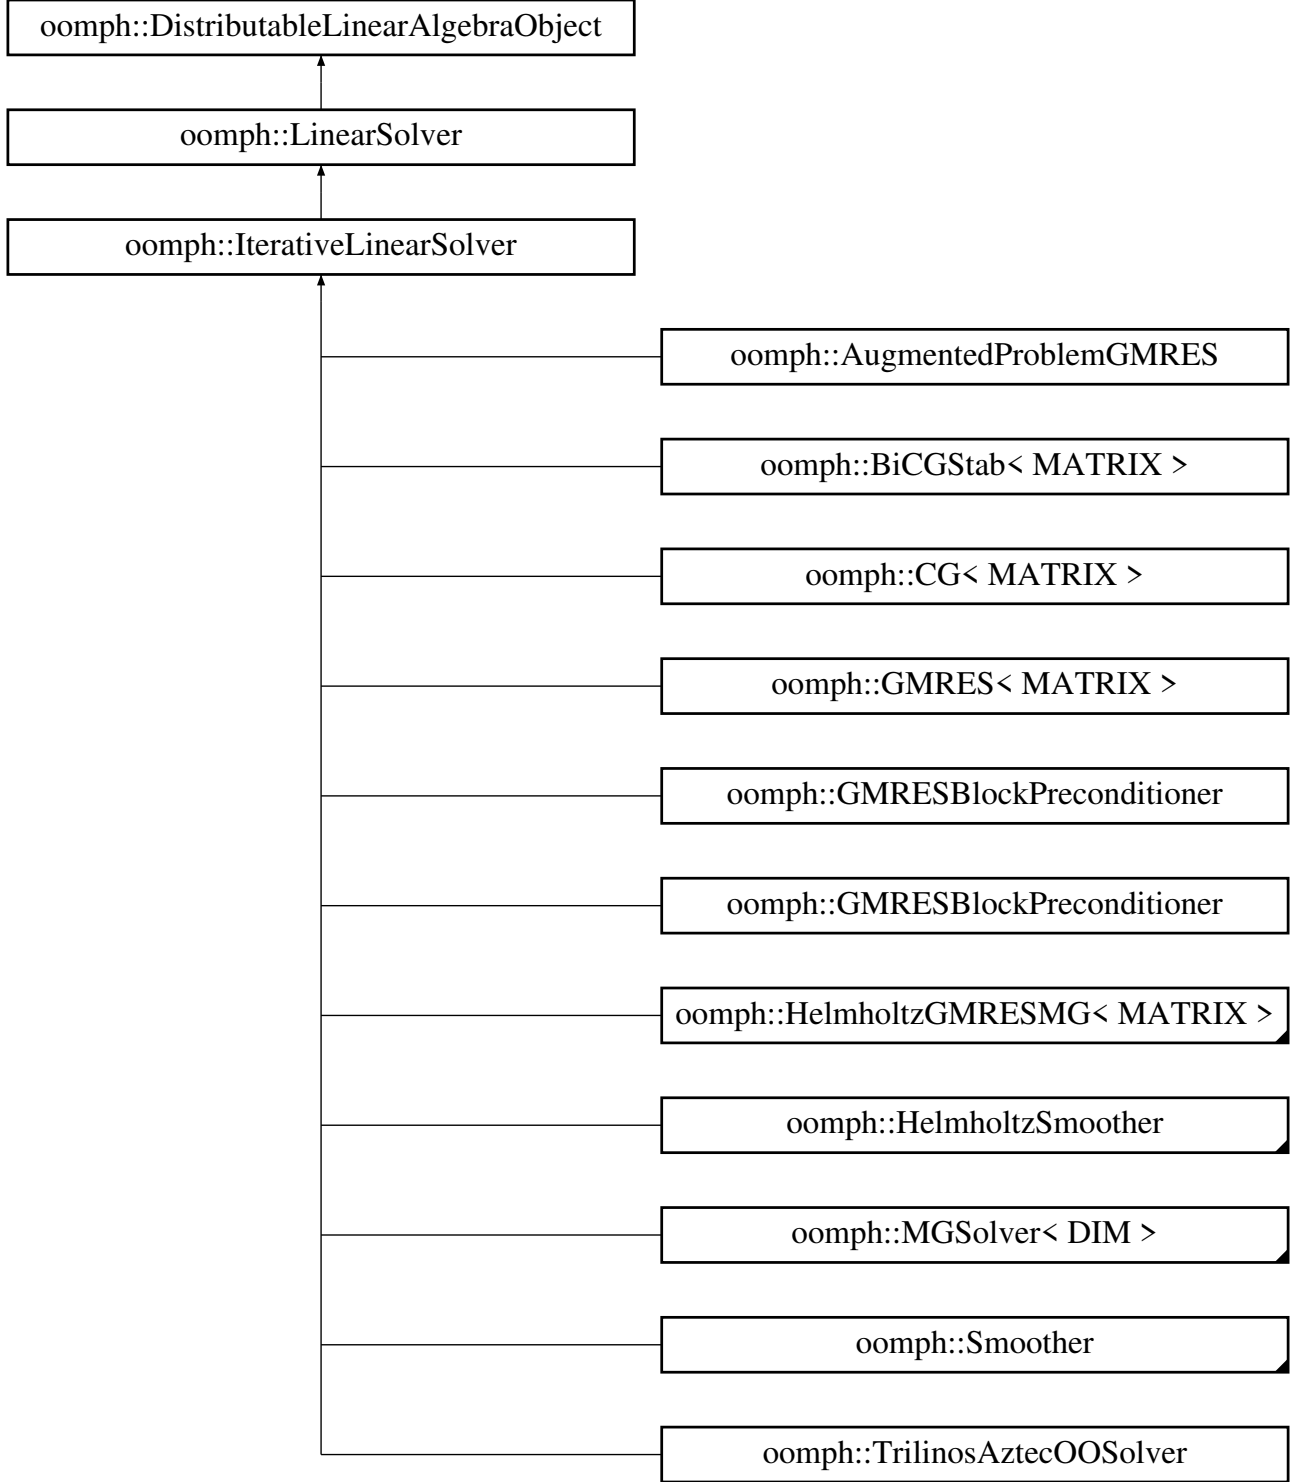 oomph::DistributableLinearAlgebraObject
oomph::LinearSolver
oomph::IterativeLinearSolver
oomph::AugmentedProblemGMRES
oomph::BiCGStab< MATRIX >
oomph::CG< MATRIX >
oomph::GMRES< MATRIX >
oomph::GMRESBlockPreconditioner
oomph::GMRESBlockPreconditioner
oomph::HelmholtzGMRESMG< MATRIX >
oomph::HelmholtzSmoother
oomph::MGSolver< DIM >
oomph::Smoother
oomph::TrilinosAztecOOSolver